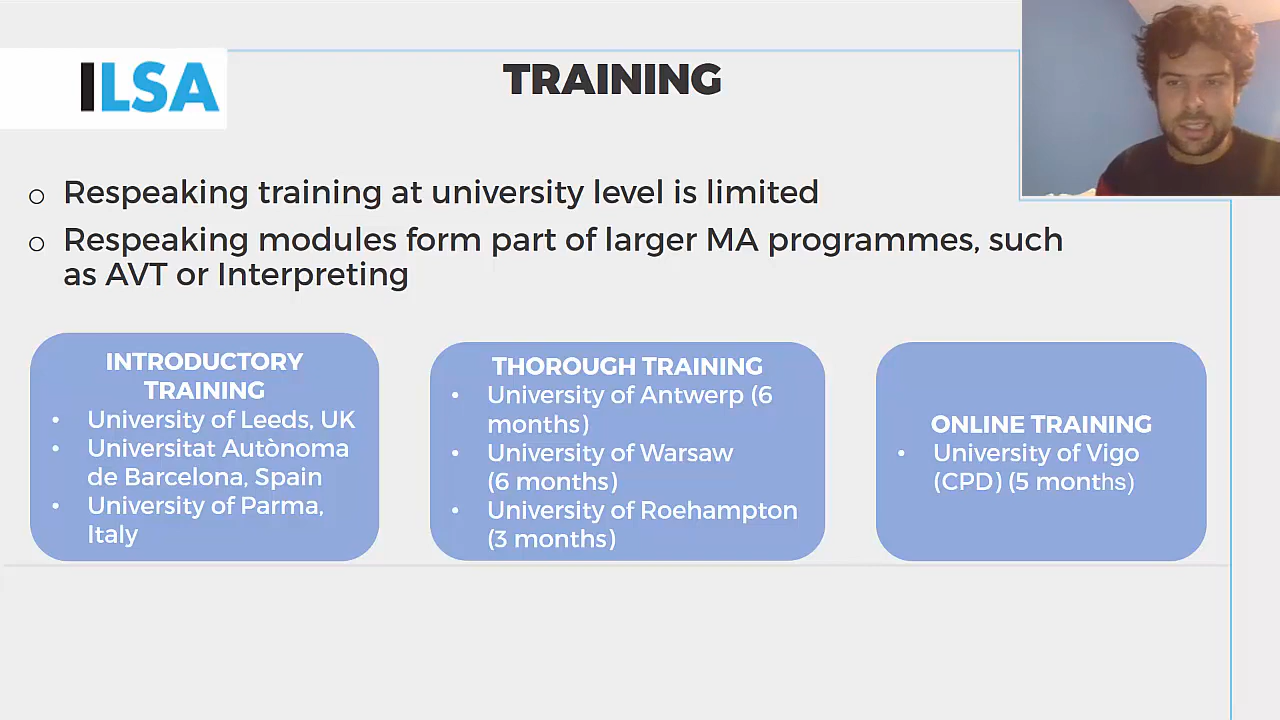 ILSA
TRAINING
o Respeaking training at university level is limited
o Respeaking modules form part of larger MA programmes, such
as AVT or Interpreting
INTRODUCTORY
TRAINING
• University of Leeds, UK
• Universitat Autònoma
de Barcelona, Spain
• University of Parma,
Italy
THOROUGH TRAINING
• University of Antwerp (6
months)
• University of Warsaw
(6 months)
• University of Roehampton
(3 months)
ONLINE TRAINING
• University of Vigo
(CPD) (5 months)